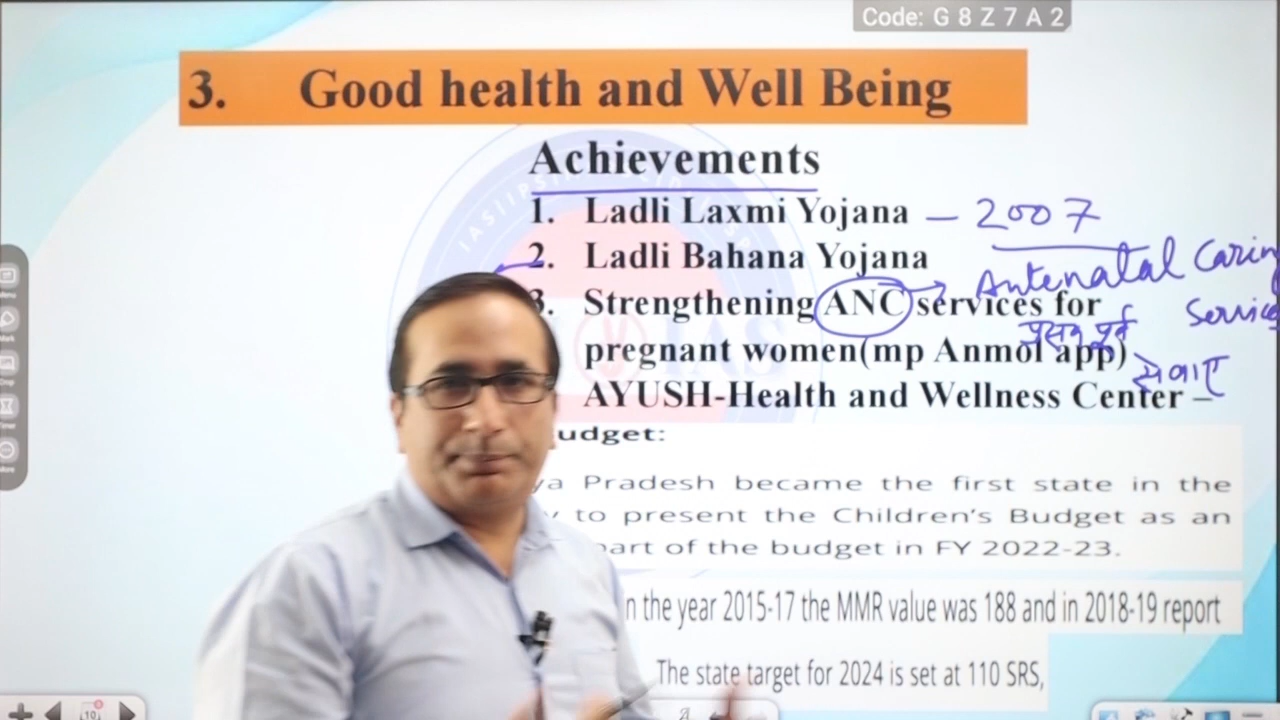 Code: G 8 Z 7 A 2
3. Good health and Well Being
Achievements
1. Ladli Laxmi Yojana – 2007
2. Ladli Bahana Yojana
Antenatal Caring
3. Strengthening ANC services for
Services
प्रसव पूर्व
pregnant women(mp Anmol app)
सेवाएं
AYUSH-Health and Wellness Center –
udget:
ya Pradesh became the first state in the
y to present the Children's Budget as an
part of the budget in FY 2022-23.
n the year 2015-17 the MMR value was 188 and in 2018-19 report
The state target for 2024 is set at 110 SRS,
10